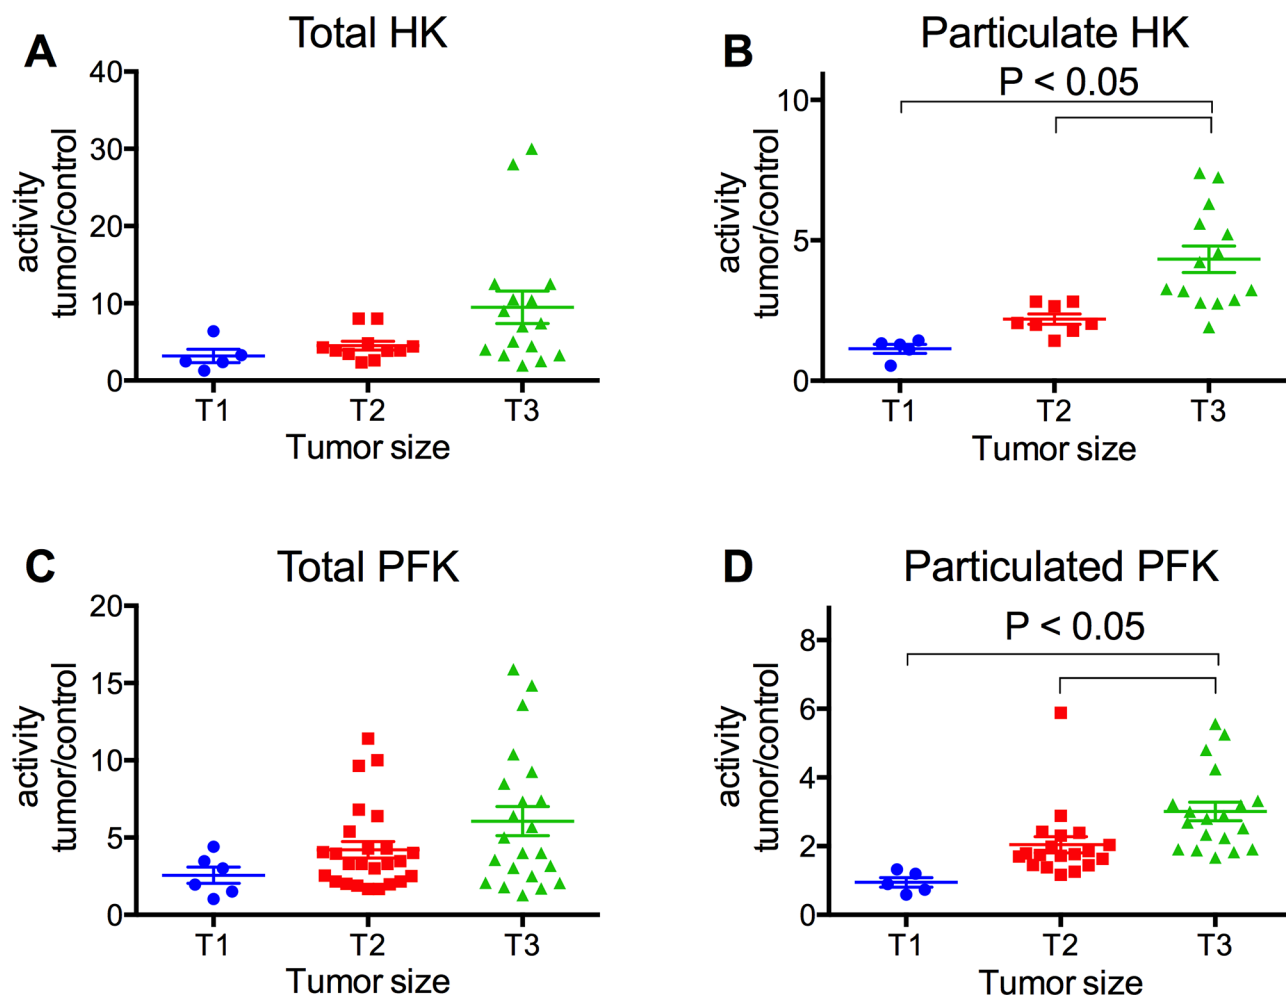 A
Total HK
40
30
20
10
0
activity
tumor/control
T1 T2 T3
Tumor size
B
Particulate HK
P < 0.05
10
5
0
activity
tumor/control
T1 T2 T3
Tumor size
C
Total PFK
20
15
10
5
0
activity
tumor/control
T1 T2 T3
Tumor size
D
Particulated PFK
P < 0.05
8
6
4
2
0
activity
tumor/control
T1 T2 T3
Tumor size